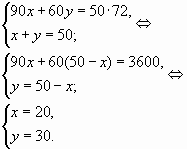 90x + 60y = 50·72,
x + y = 50; ⇔
90x + 60(50 − x) = 3600,
y = 50 − x; ⇔
x = 20,
y = 30.